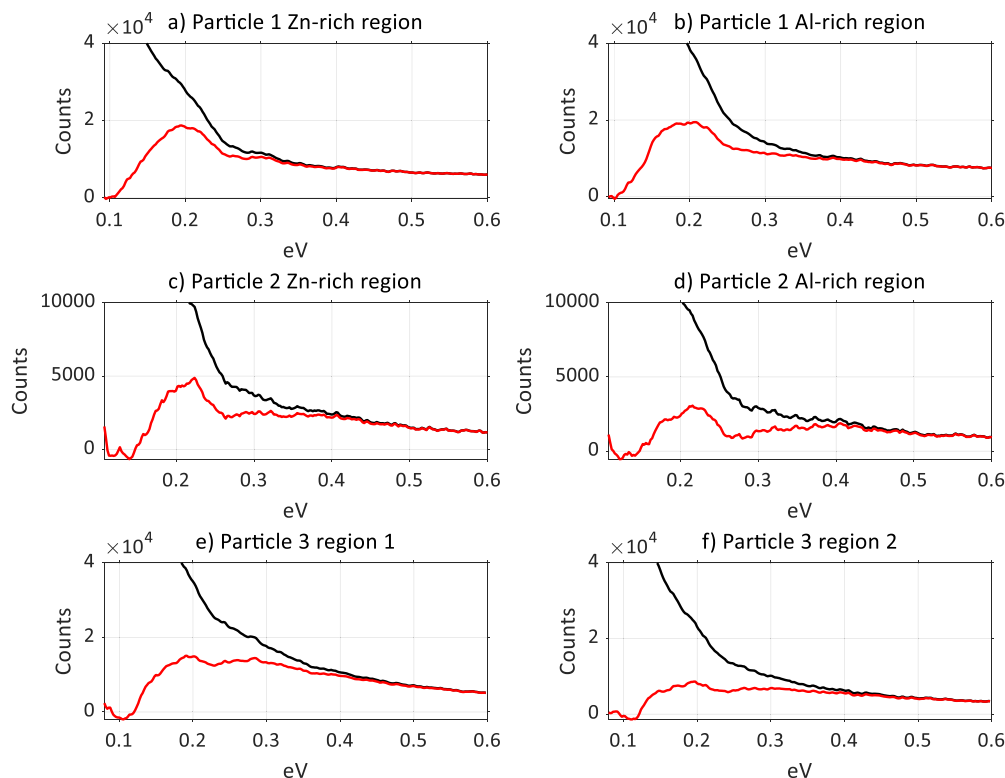 a) Particle 1 Zn-rich region
×10⁴
4
2
0
Counts
0.1 0.2 0.3 0.4 0.5 0.6
eV
b) Particle 1 Al-rich region
×10⁴
4
2
0
Counts
0.1 0.2 0.3 0.4 0.5 0.6
eV
c) Particle 2 Zn-rich region
10000
5000
0
Counts
0.2 0.3 0.4 0.5 0.6
eV
d) Particle 2 Al-rich region
10000
5000
0
Counts
0.2 0.3 0.4 0.5 0.6
eV
e) Particle 3 region 1
×10⁴
4
2
0
Counts
0.1 0.2 0.3 0.4 0.5 0.6
eV
f) Particle 3 region 2
×10⁴
4
2
0
Counts
0.1 0.2 0.3 0.4 0.5 0.6
eV